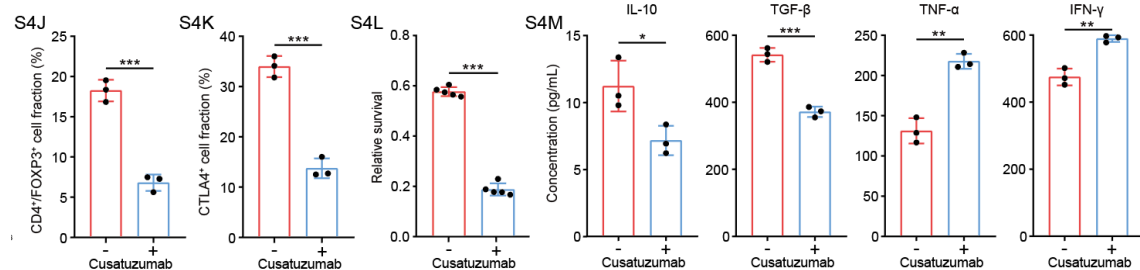 S4J
CD4⁺/FOXP3⁺ cell fraction (%)
25
20
15
10
5
0
***
- +
Cusatuzumab
S4K
CTLA4⁺ cell fraction (%)
40
30
20
10
0
***
- +
Cusatuzumab
S4L
Relative survival
0.8
0.6
0.4
0.2
0.0
***
- +
Cusatuzumab
S4M
Concentration (pg/mL)
IL-10
15
10
5
0
*
- +
Cusatuzumab
TGF-β
600
400
200
0
***
- +
Cusatuzumab
TNF-α
250
200
150
100
50
0
**
- +
Cusatuzumab
IFN-γ
600
400
200
0
**
- +
Cusatuzumab